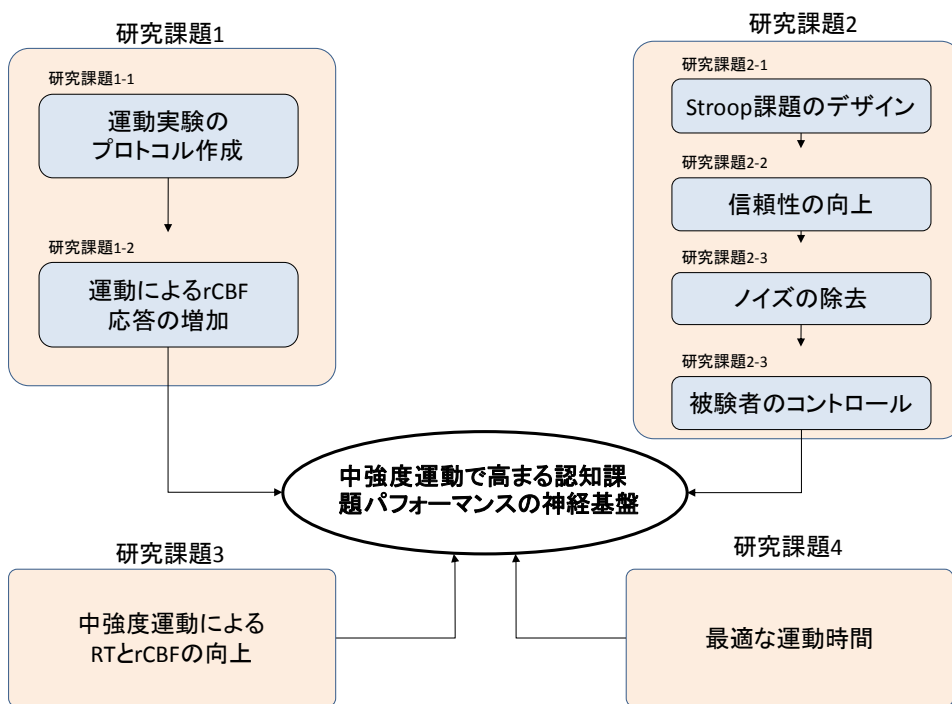 研究課題1
研究課題1-1
運動実験の
プロトコル作成
研究課題1-2
運動によるrCBF
応答の増加
研究課題2
研究課題2-1
Stroop課題のデザイン
研究課題2-2
信頼性の向上
研究課題2-3
ノイズの除去
研究課題2-3
被験者のコントロール
中強度運動で高まる認知課
題パフォーマンスの神経基盤
研究課題3
中強度運動による
RTとrCBFの向上
研究課題4
最適な運動時間